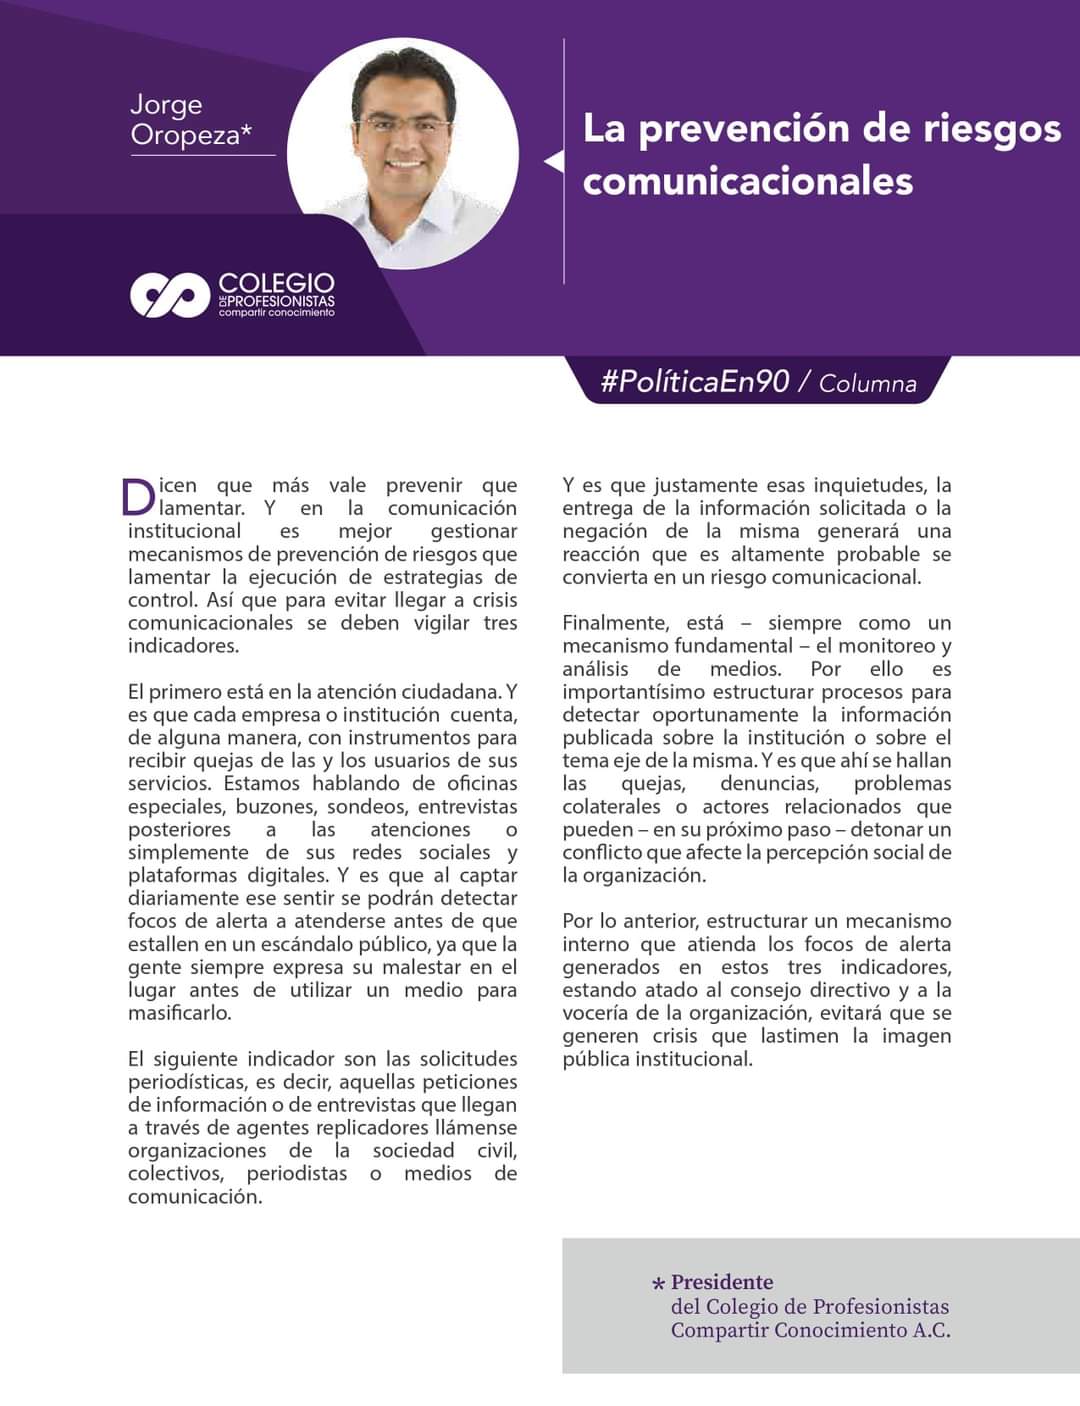 Jorge
Oropeza*
La prevención de riesgos
comunicacionales
COLEGIO
DE PROFESIONISTAS
compartir conocimiento
#PolíticaEn90 / Columna
Dicen que más vale prevenir que
lamentar. Y en la comunicación
institucional es mejor gestionar
mecanismos de prevención de riesgos que
lamentar la ejecución de estrategias de
control. Así que para evitar llegar a crisis
comunicacionales se deben vigilar tres
indicadores.
El primero está en la atención ciudadana. Y
es que cada empresa o institución cuenta,
de alguna manera, con instrumentos para
recibir quejas de las y los usuarios de sus
servicios. Estamos hablando de oficinas
especiales, buzones, sondeos, entrevistas
posteriores a las atenciones o
simplemente de sus redes sociales y
plataformas digitales. Y es que al captar
diariamente ese sentir se podrán detectar
focos de alerta a atenderse antes de que
estallen en un escándalo público, ya que la
gente siempre expresa su malestar en el
lugar antes de utilizar un medio para
masificarlo.
El siguiente indicador son las solicitudes
periodísticas, es decir, aquellas peticiones
de información o de entrevistas que llegan
a través de agentes replicadores llámense
organizaciones de la sociedad civil,
colectivos, periodistas o medios de
comunicación.
Y es que justamente esas inquietudes, la
entrega de la información solicitada o la
negación de la misma generará una
reacción que es altamente probable se
convierta en un riesgo comunicacional.
Finalmente, está – siempre como un
mecanismo fundamental – el monitoreo y
análisis de medios. Por ello es
importantísimo estructurar procesos para
detectar oportunamente la información
publicada sobre la institución o sobre el
tema eje de la misma. Y es que ahí se hallan
las quejas, denuncias, problemas
colaterales o actores relacionados que
pueden – en su próximo paso – detonar un
conflicto que afecte la percepción social de
la organización.
Por lo anterior, estructurar un mecanismo
interno que atienda los focos de alerta
generados en estos tres indicadores,
estando atado al consejo directivo y a la
vocería de la organización, evitará que se
generen crisis que lastimen la imagen
pública institucional.
* Presidente
del Colegio de Profesionistas
Compartir Conocimiento A.C.